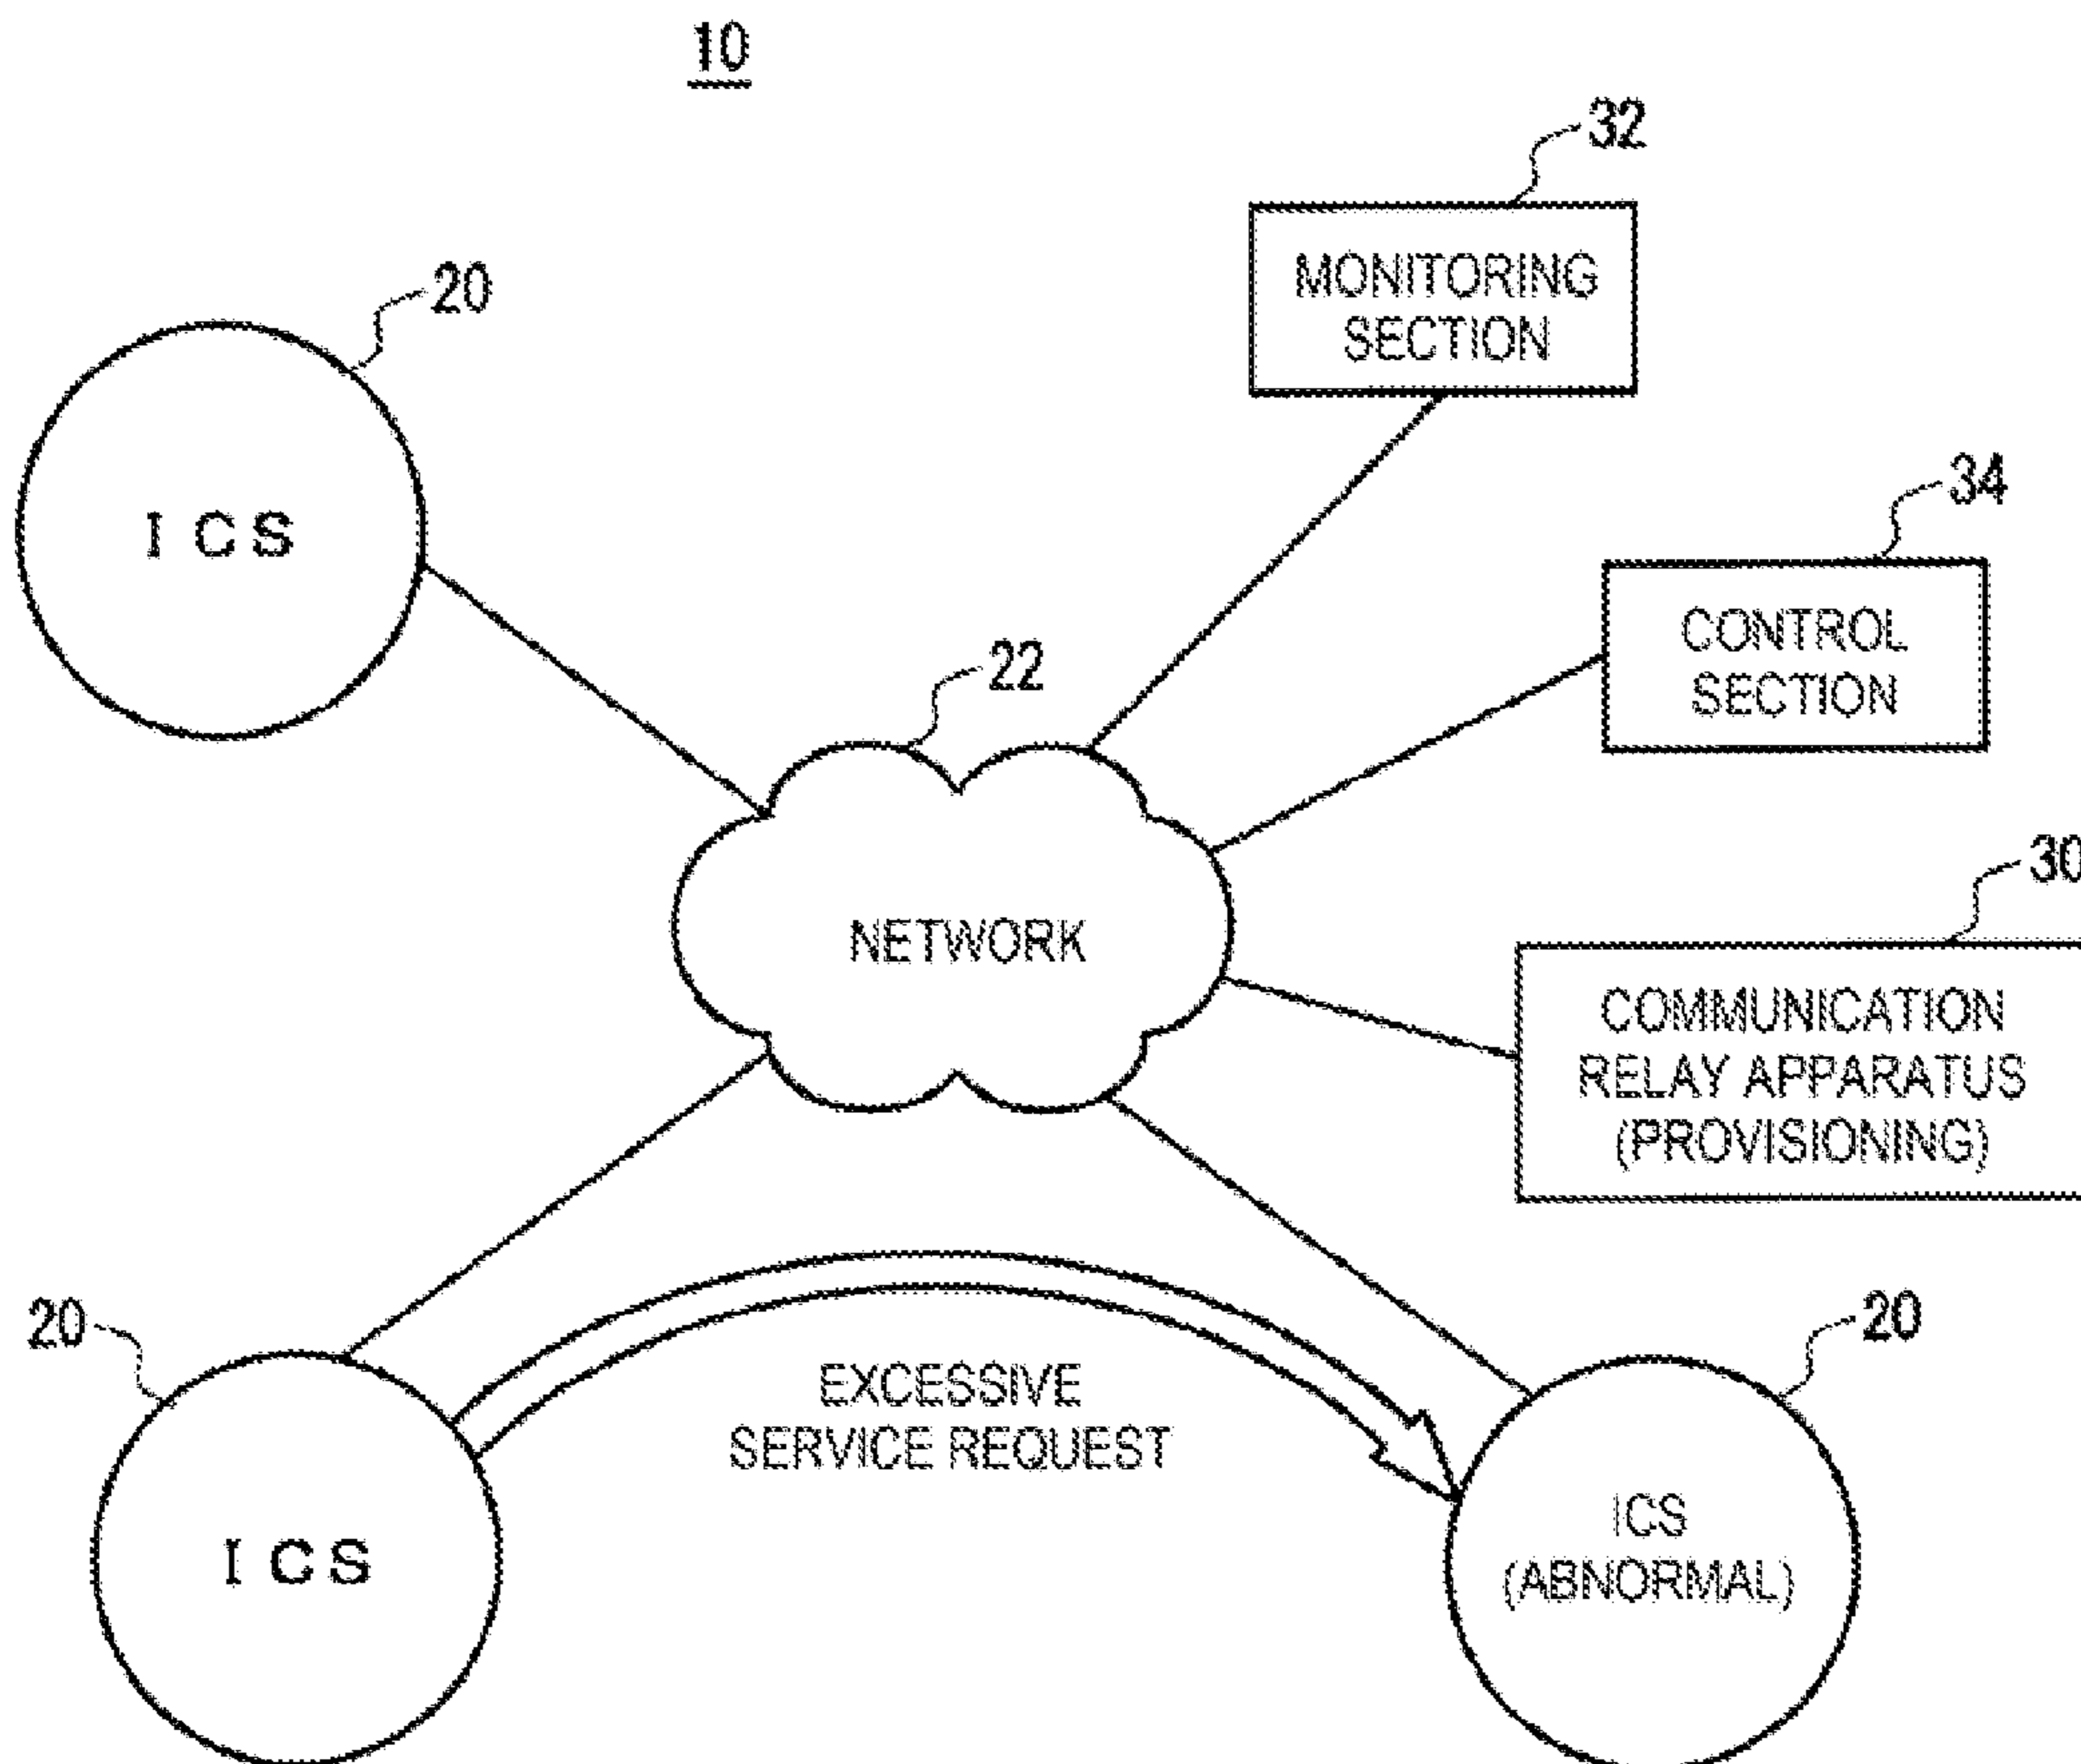 10
32
MONITORING
SECTION
20
ICS
34
CONTROL
SECTION
22
NETWORK
30
COMMUNICATION
RELAY APPARATUS
(PROVISIONING)
20
ICS
EXCESSIVE
SERVICE REQUEST
20
ICS
(ABNORMAL)